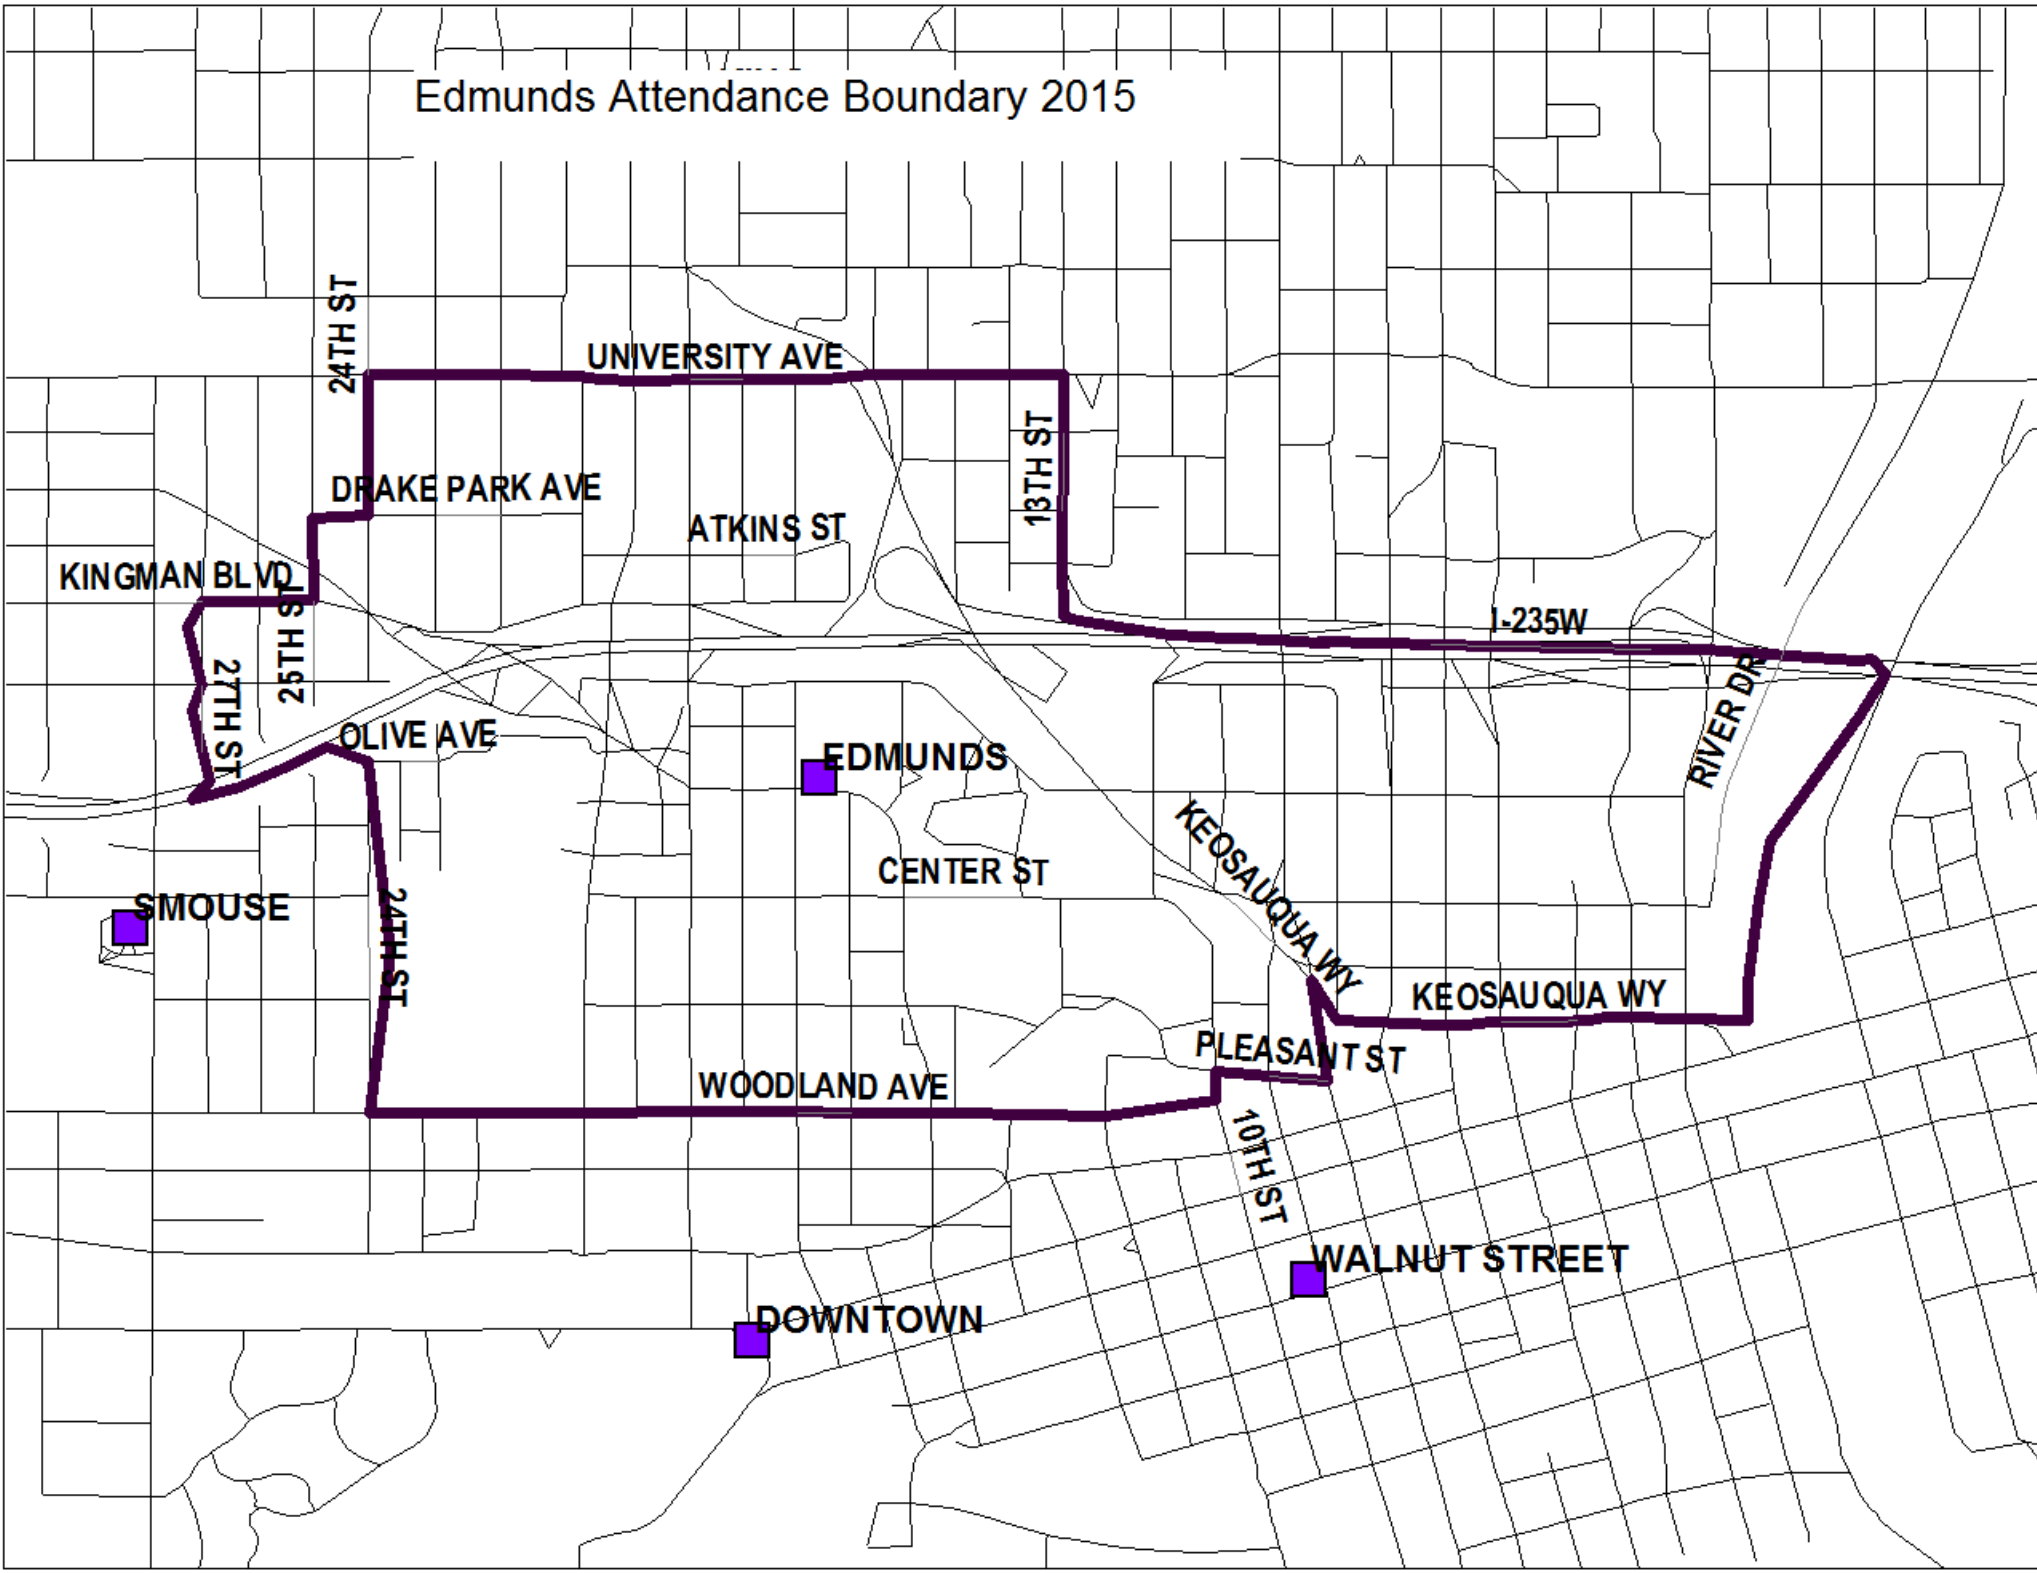 Edmunds Attendance Boundary 2015
24TH ST
UNIVERSITY AVE
13TH ST
DRAKE PARK AVE
ATKINS ST
KINGMAN BLVD
25TH ST
I-235W
27TH ST
RIVER DR
OLIVE AVE
EDMUNDS
KEOSAUQUA WY
CENTER ST
SMOUSE
24TH ST
KEOSAUQUA WY
PLEASANT ST
WOODLAND AVE
10TH ST
WALNUT STREET
DOWNTOWN